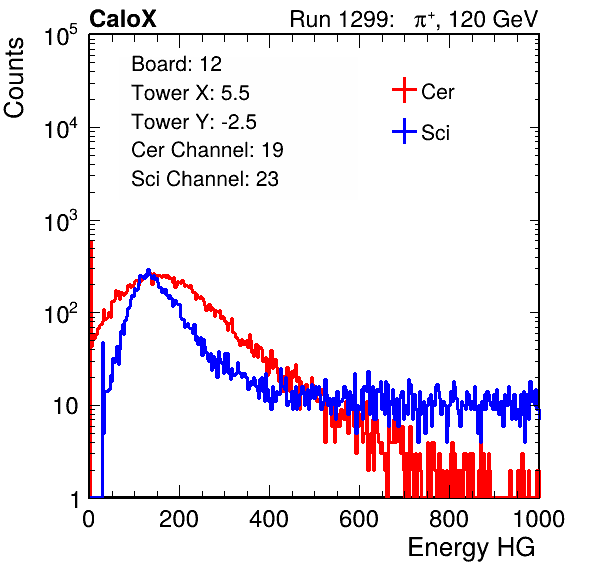 CaloX Run 1299: π⁺, 120 GeV
Counts
10⁵
10⁴
10³
10²
10
1
Board: 12
Tower X: 5.5
Tower Y: -2.5
Cer Channel: 19
Sci Channel: 23
Cer
Sci
0 200 400 600 800 1000
Energy HG